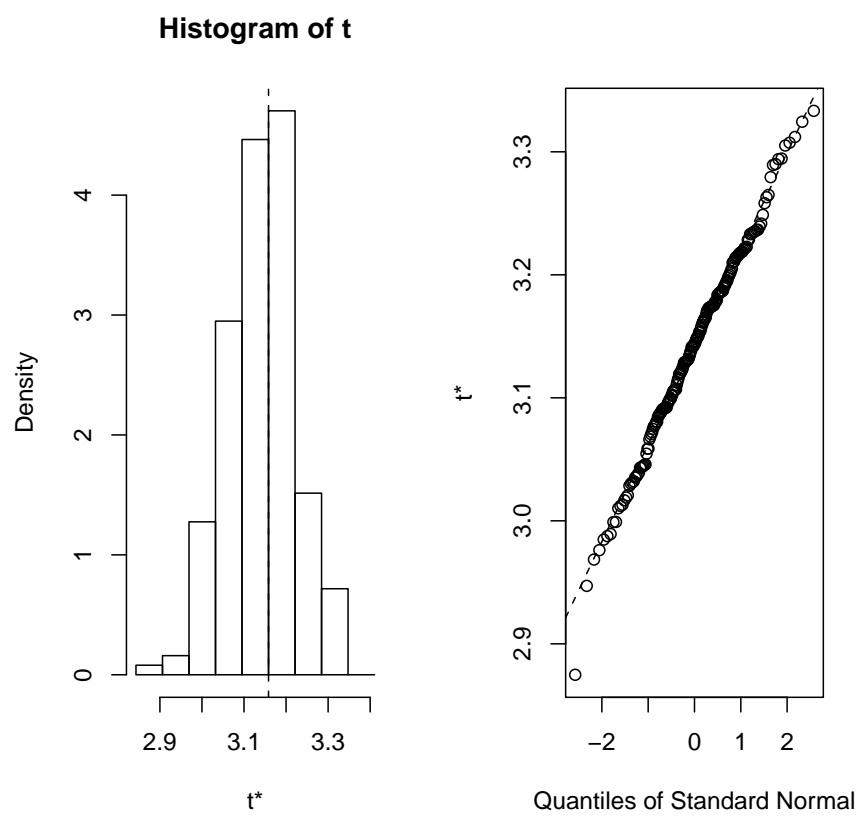 Histogram of t
Density
0 1 2 3 4
2.9 3.1 3.3
t*
t*
2.9 3.0 3.1 3.2 3.3
−2 0 1 2
Quantiles of Standard Normal